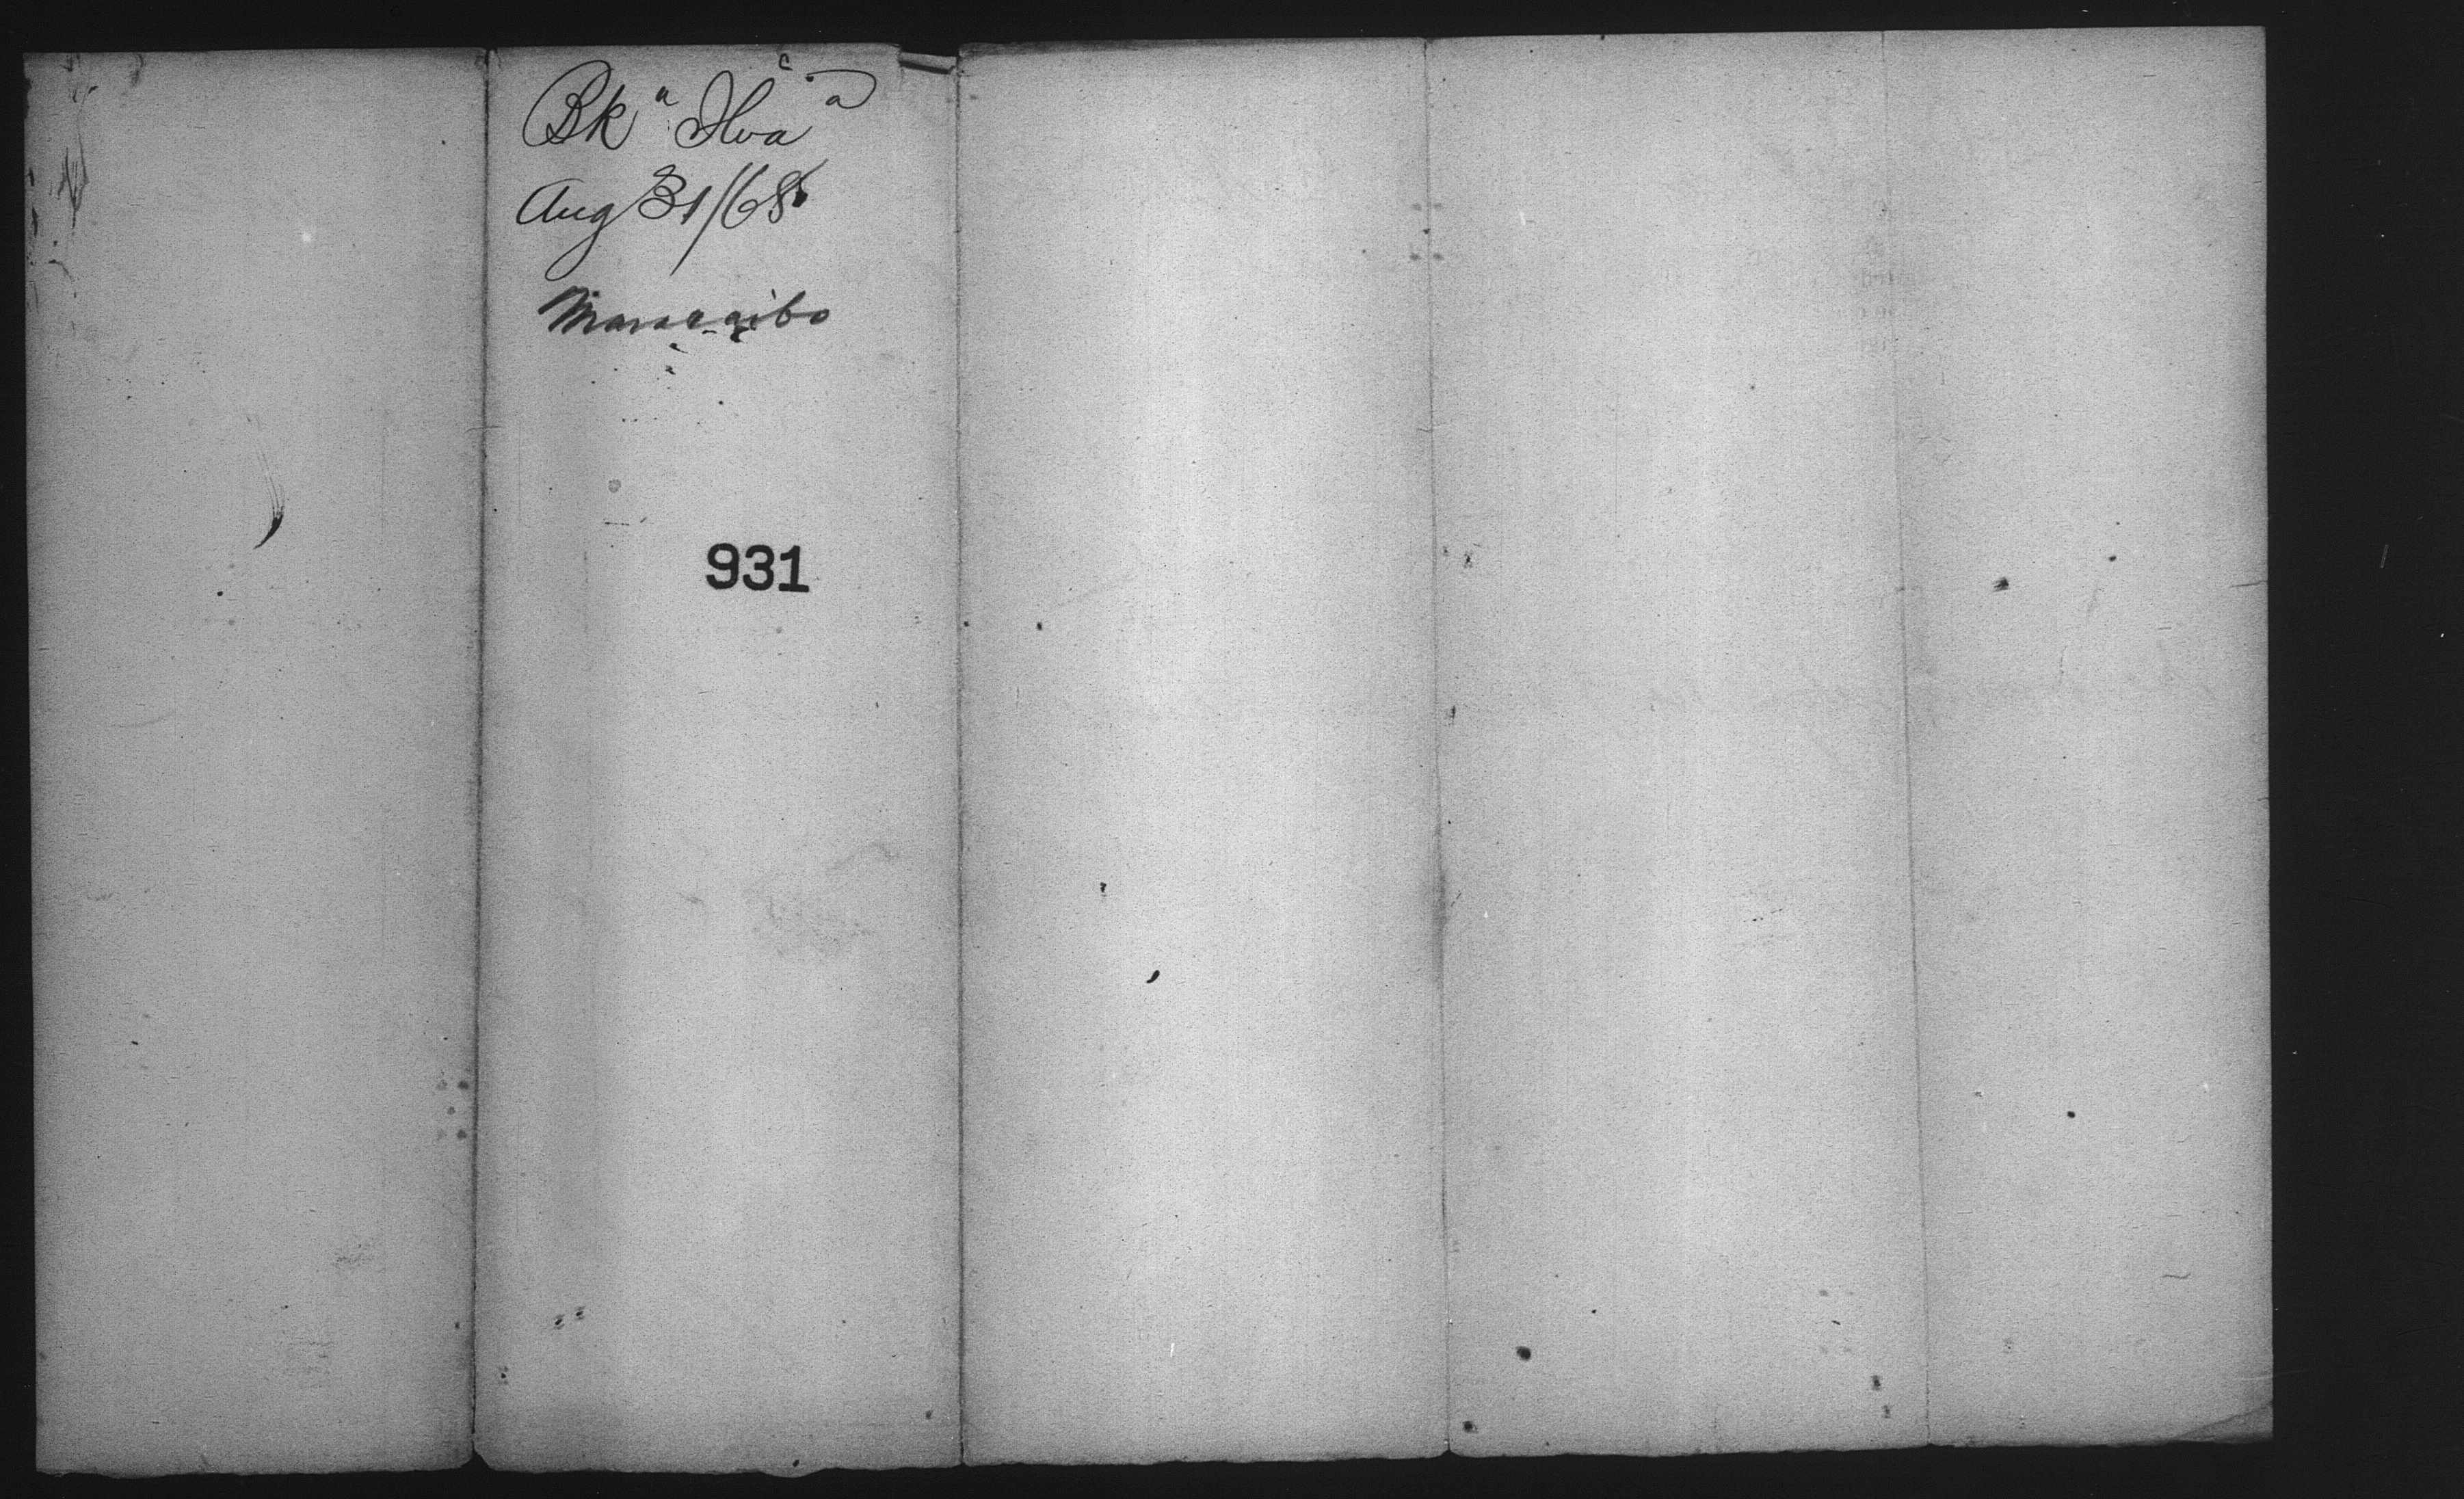 Bk "Ilva"
Aug 31/68
Maracaibo
931